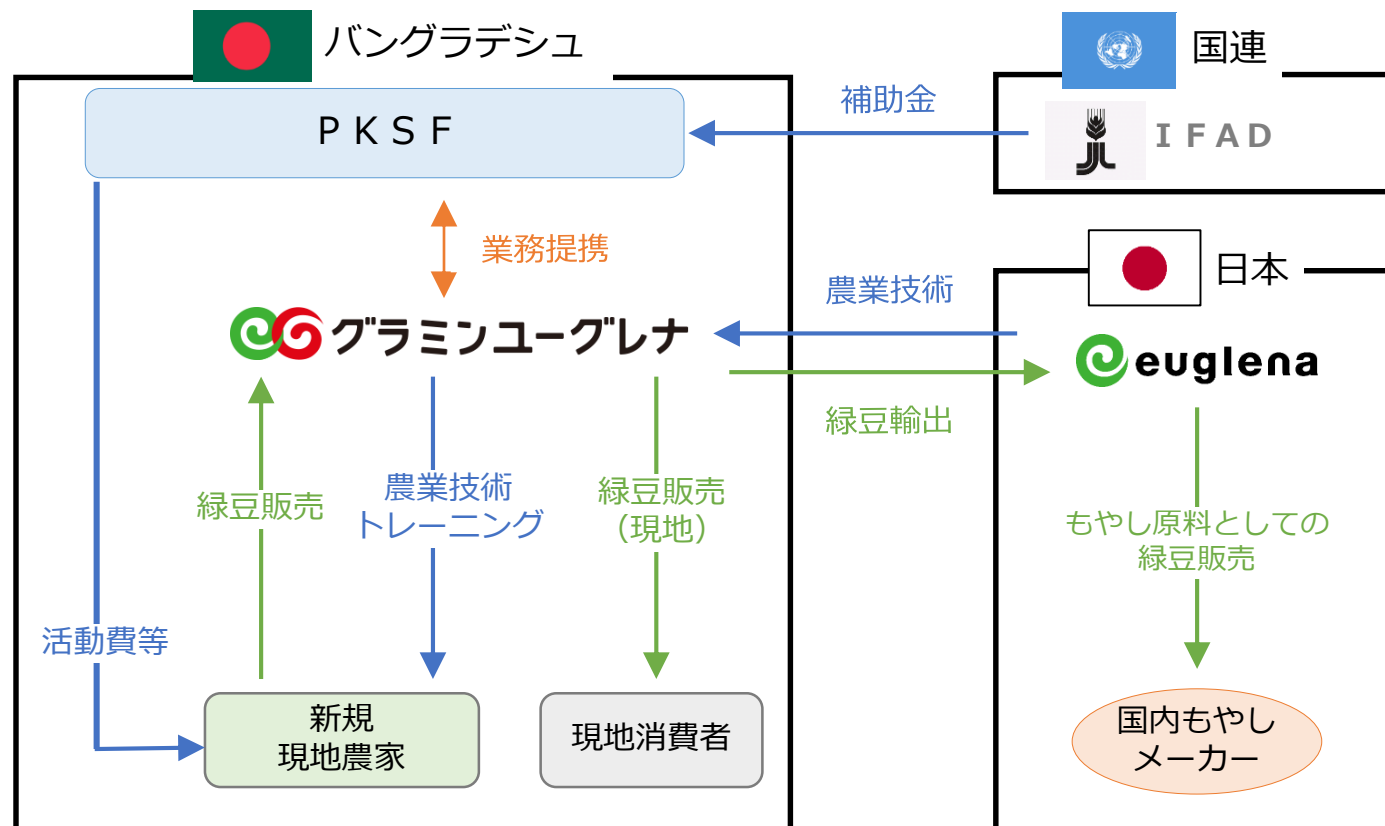 バングラデシュ
国連
ＰＫＳＦ
補助金
ＩＦＡＤ
業務提携
日本
農業技術
グラミンユーグレナ
euglena
緑豆輸出
緑豆販売
農業技術
トレーニング
緑豆販売
（現地）
もやし原料としての
緑豆販売
活動費等
新規
現地農家
現地消費者
国内もやし
メーカー